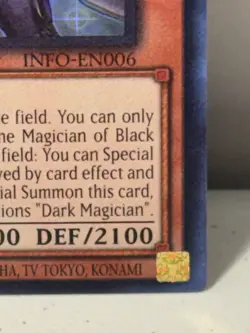 INFO-EN006
e field. You can only
he Magician of Black
field: You can Special
yed by card effect and
ial Summon this card,
ions "Dark Magician".
00 DEF/2100
HA, TV TOKYO, KONAMI